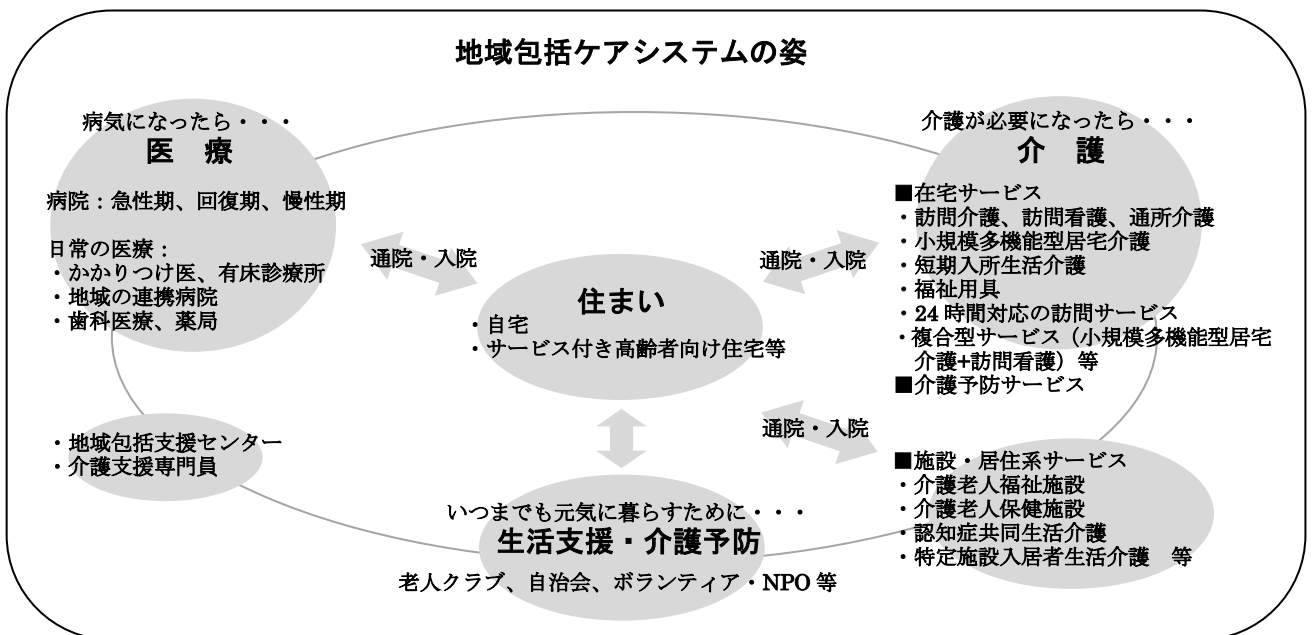 地域包括ケアシステムの姿
病気になったら・・・
医　療
病院：急性期、回復期、慢性期
日常の医療：
・かかりつけ医、有床診療所
・地域の連携病院
・歯科医療、薬局
通院・入院
住まい
・自宅
・サービス付き高齢者向け住宅等
通院・入院
介護が必要になったら・・・
介　護
■在宅サービス
・訪問介護、訪問看護、通所介護
・小規模多機能型居宅介護
・短期入所生活介護
・福祉用具
・24時間対応の訪問サービス
・複合型サービス（小規模多機能型居宅
介護+訪問看護）等
■介護予防サービス
・地域包括支援センター
・介護支援専門員
通院・入院
■施設・居住系サービス
・介護老人福祉施設
・介護老人保健施設
・認知症共同生活介護
・特定施設入居者生活介護　等
いつまでも元気に暮らすために・・・
生活支援・介護予防
老人クラブ、自治会、ボランティア・NPO 等